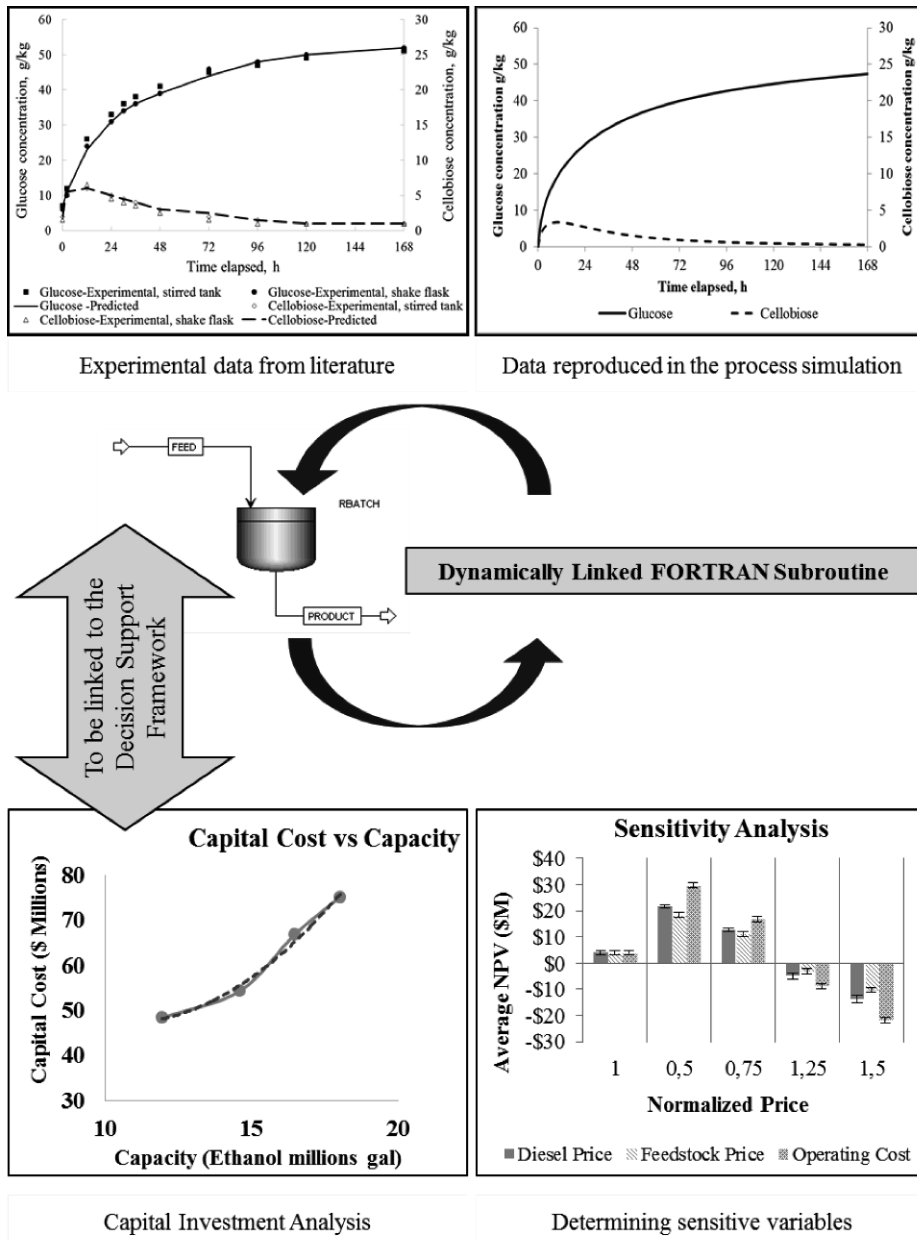 Glucose concentration, g/kg
60
50
40
30
20
10
0
30
25
20
15
10
5
0
Cellobiose concentration, g/kg
0 24 48 72 96 120 144 168
Time elapsed, h
Glucose-Experimental, stirred tank
Glucose-Experimental, shake flask
Glucose -Predicted
Cellobiose-Experimental, stirred tank
Cellobiose-Experimental, shake flask
Cellobiose-Predicted
Glucose concentration g/kg
60
50
40
30
20
10
0
30
25
20
15
10
5
0
Cellobiose concentration g/kg
0 24 48 72 96 120 144 168
Time elapsed, h
Glucose Cellobiose
Experimental data from literature
Data reproduced in the process simulation
FEED
RBATCH
PRODUCT
Dynamically Linked FORTRAN Subroutine
To be linked to the
Decision Support
Framework
Capital Cost vs Capacity
Capital Cost ($ Millions)
80
70
60
50
40
30
10 15 20
Capacity (Ethanol millions gal)
Sensitivity Analysis
Average NPV ($M)
$40
$30
$20
$10
$0
-$10
-$20
-$30
1 0,5 0,75 1,25 1,5
Normalized Price
Diesel Price Feedstock Price Operating Cost
Capital Investment Analysis
Determining sensitive variables